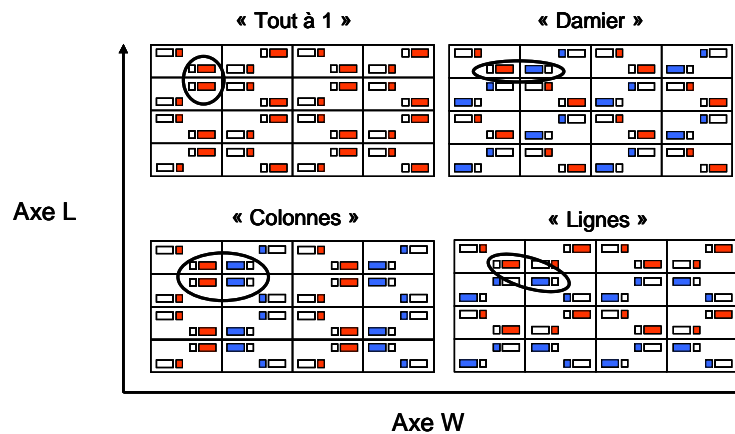 « Tout à 1 »
« Damier »
Axe L
« Colonnes »
« Lignes »
Axe W